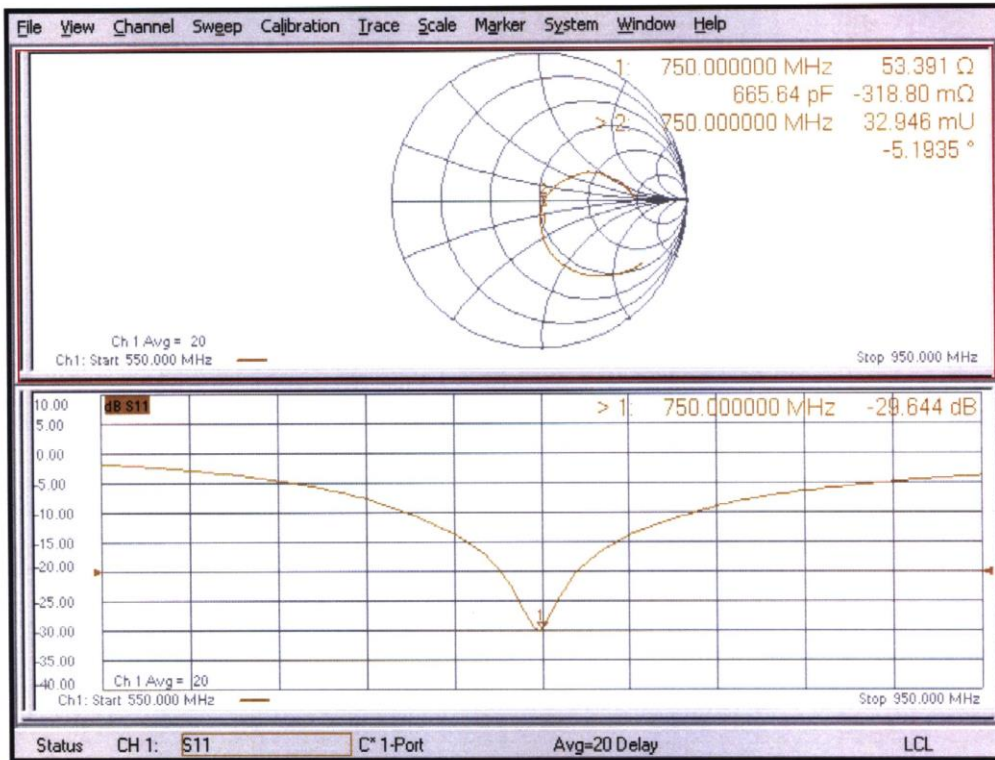 File View Channel Sweep Calibration Trace Scale Marker System Window Help
1: 750.000000 MHz 53.391 Ω
665.64 pF -318.80 mΩ
> 2: 750.000000 MHz 32.946 mU
-5.1935 °
Ch 1 Avg = 20
Ch1: Start 550.000 MHz Stop 950.000 MHz
10.00 dB S11 > 1: 750.000000 MHz -29.644 dB
5.00
0.00
-5.00
-10.00
-15.00
-20.00
-25.00
1
-30.00
-35.00
-40.00 Ch 1 Avg = 20
Ch1: Start 550.000 MHz Stop 950.000 MHz
Status CH 1: S11 C* 1-Port Avg=20 Delay LCL